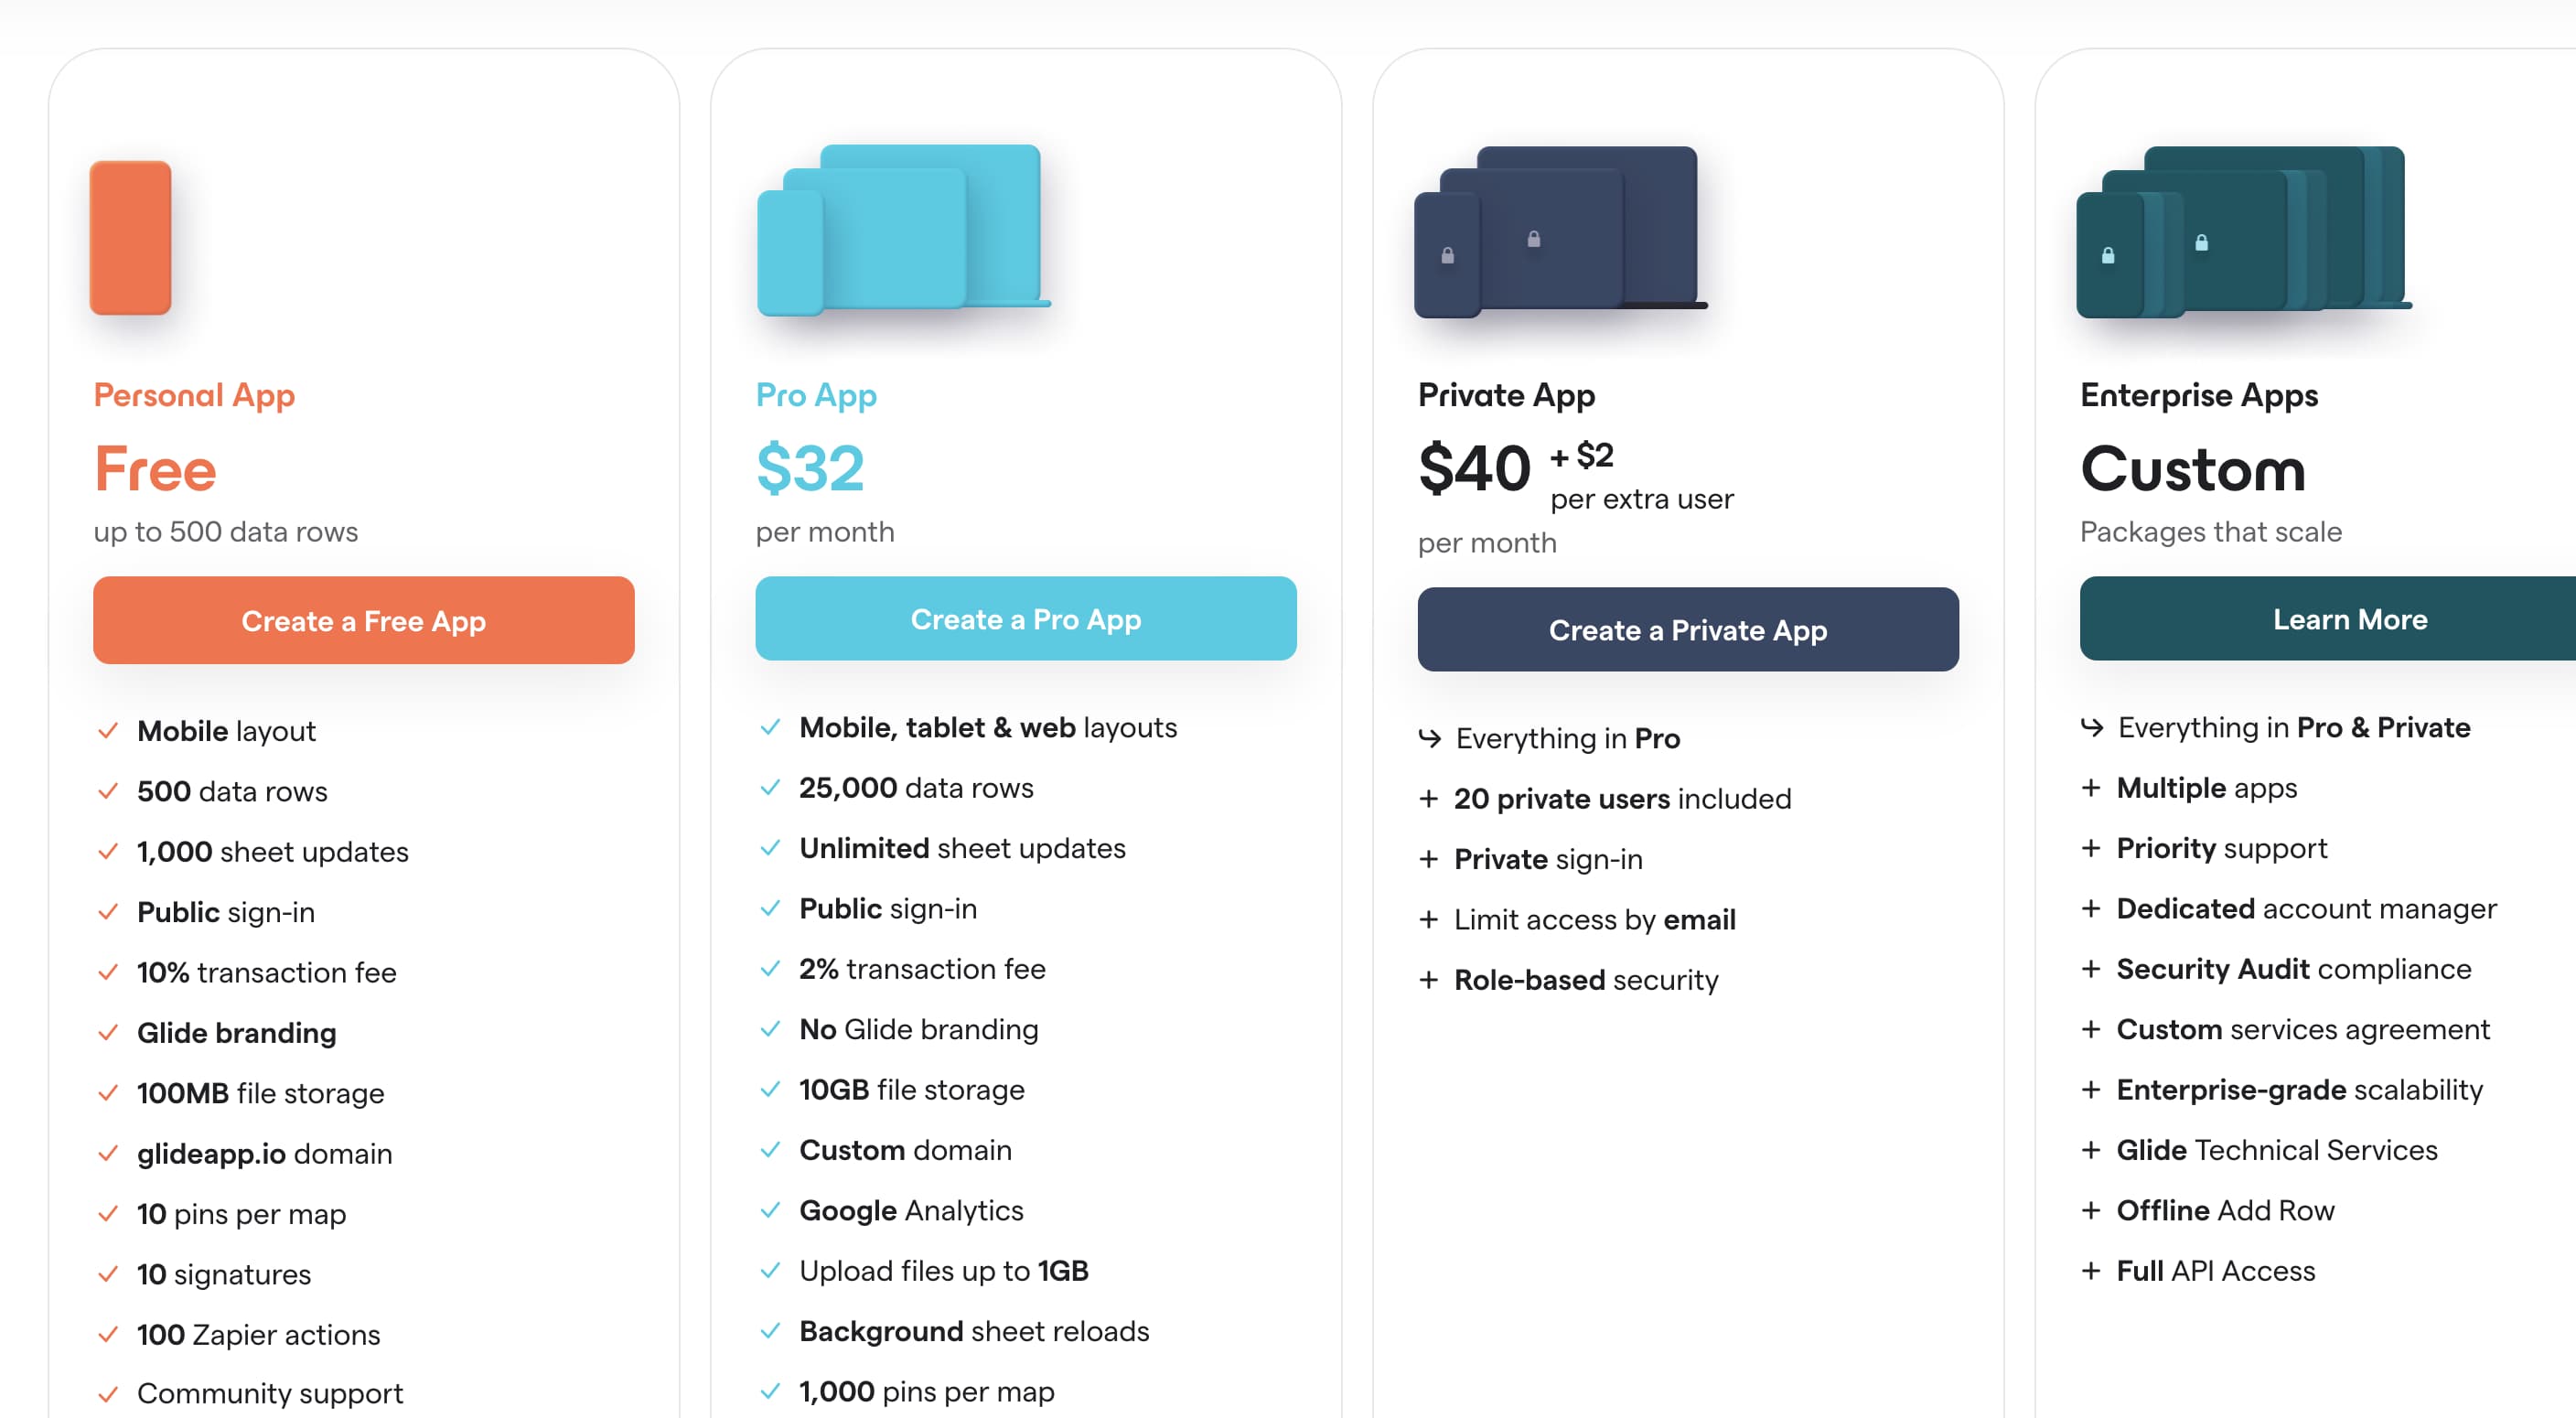 Personal App
Free
up to 500 data rows
Create a Free App
Mobile layout
500 data rows
1,000 sheet updates
Public sign-in
10% transaction fee
Glide branding
100MB file storage
glideapp.io domain
10 pins per map
10 signatures
100 Zapier actions
Community support
Pro App
$32
per month
Create a Pro App
Mobile, tablet & web layouts
25,000 data rows
Unlimited sheet updates
Public sign-in
2% transaction fee
No Glide branding
10GB file storage
Custom domain
Google Analytics
Upload files up to 1GB
Background sheet reloads
1,000 pins per map
Private App
$40 + $2
per extra user
per month
Create a Private App
Everything in Pro
+ 20 private users included
+ Private sign-in
+ Limit access by email
+ Role-based security
Enterprise Apps
Custom
Packages that scale
Learn More
Everything in Pro & Private
+ Multiple apps
+ Priority support
+ Dedicated account manager
+ Security Audit compliance
+ Custom services agreement
+ Enterprise-grade scalability
+ Glide Technical Services
+ Offline Add Row
+ Full API Access